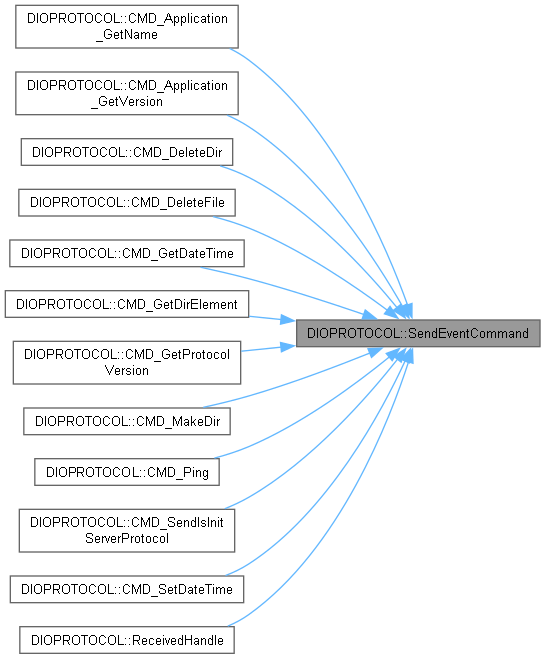 DIOPROTOCOL::CMD_Application
_GetName
DIOPROTOCOL::CMD_Application
_GetVersion
DIOPROTOCOL::CMD_DeleteDir
DIOPROTOCOL::CMD_DeleteFile
DIOPROTOCOL::CMD_GetDateTime
DIOPROTOCOL::CMD_GetDirElement
DIOPROTOCOL::SendEventCommand
DIOPROTOCOL::CMD_GetProtocol
Version
DIOPROTOCOL::CMD_MakeDir
DIOPROTOCOL::CMD_Ping
DIOPROTOCOL::CMD_SendIsInit
ServerProtocol
DIOPROTOCOL::CMD_SetDateTime
DIOPROTOCOL::ReceivedHandle